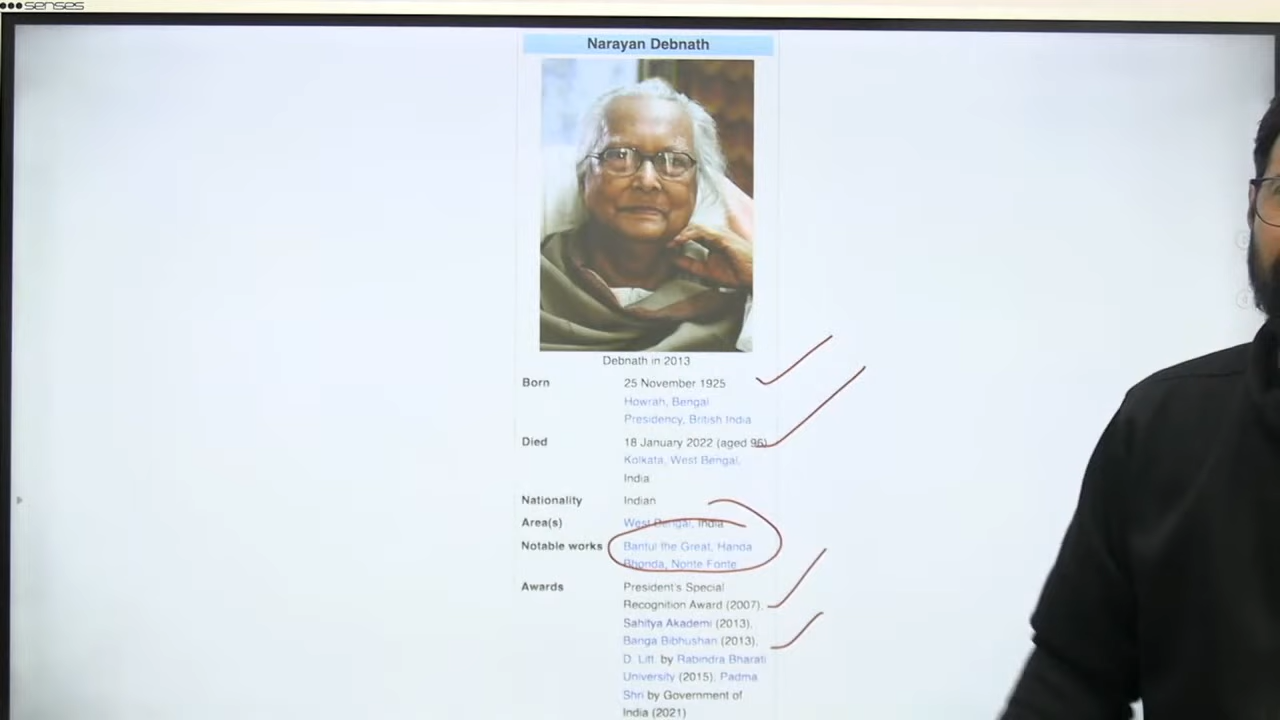 senses
Narayan Debnath
Debnath in 2013
Born 25 November 1925
Howrah, Bengal
Presidency, British India
Died 18 January 2022 (aged 96)
Kolkata, West Bengal,
India
Nationality Indian
Area(s) West Bengal, India
Notable works Bantul the Great, Handa
Bhonda, Nonte Fonte
Awards President's Special
Recognition Award (2007),
Sahitya Akademi (2013),
Banga Bibhushan (2013),
D. Litt. by Rabindra Bharati
University (2015), Padma
Shri by Government of
India (2021)